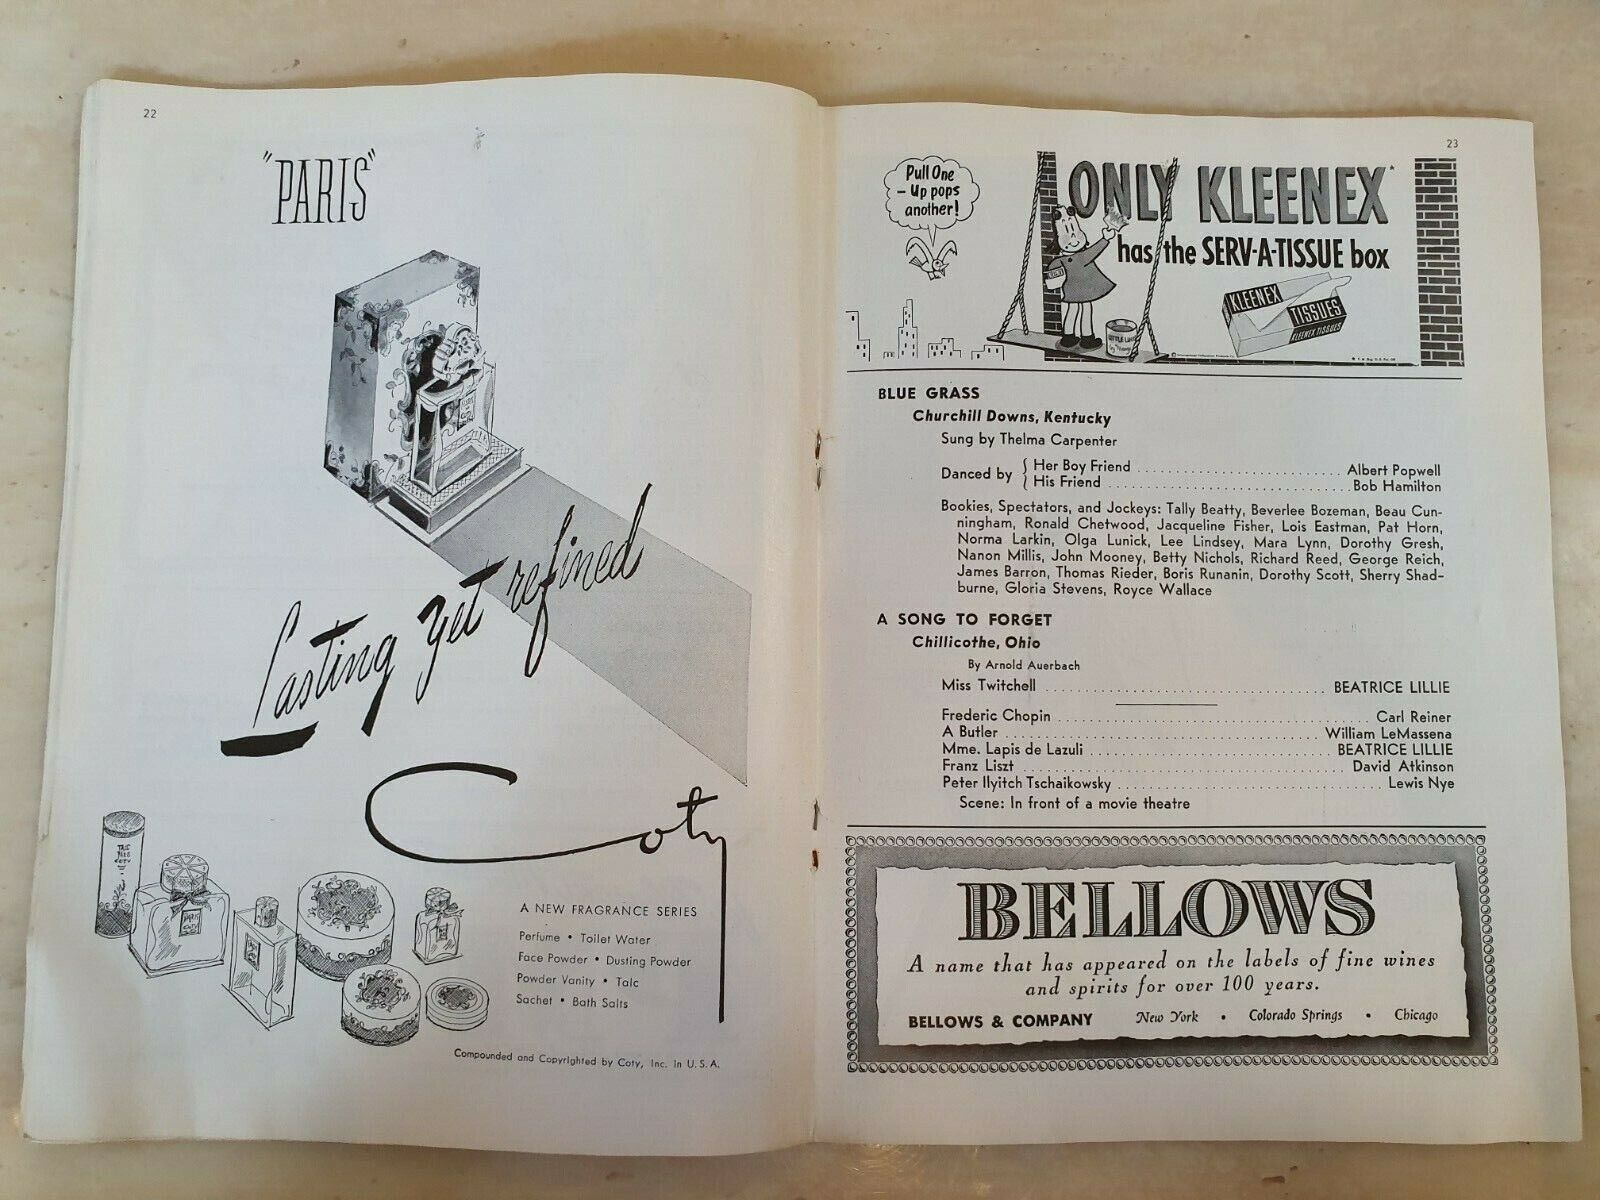 22
"PARIS"
Lasting yet refined
Coty
A NEW FRAGRANCE SERIES
Perfume • Toilet Water
Face Powder • Dusting Powder
Powder Vanity • Talc
Sachet • Bath Salts
Compounded and Copyrighted by Coty, Inc. in U.S.A.
23
Pull One
- Up pops
another!
ONLY KLEENEX*
has the SERV-A-TISSUE box
KLEENEX
TISSUES
KLEENEX TISSUES
BLUE GRASS
Churchill Downs, Kentucky
Sung by Thelma Carpenter
Danced by { Her Boy Friend . . . . . . . . . . Albert Popwell
His Friend . . . . . . . . . . Bob Hamilton
Bookies, Spectators, and Jockeys: Tally Beatty, Beverlee Bozeman, Beau Cun-
ningham, Ronald Chetwood, Jacqueline Fisher, Lois Eastman, Pat Horn,
Norma Larkin, Olga Lunick, Lee Lindsey, Mara Lynn, Dorothy Gresh,
Nanon Millis, John Mooney, Betty Nichols, Richard Reed, George Reich,
James Barron, Thomas Rieder, Boris Runanin, Dorothy Scott, Sherry Shad-
burne, Gloria Stevens, Royce Wallace
A SONG TO FORGET
Chillicothe, Ohio
By Arnold Auerbach
Miss Twitchell . . . . . . . . . . BEATRICE LILLIE
Frederic Chopin . . . . . . . . . . Carl Reiner
A Butler . . . . . . . . . . William LeMassena
Mme. Lapis de Lazuli . . . . . . . . . . BEATRICE LILLIE
Franz Liszt . . . . . . . . . . David Atkinson
Peter Ilyitch Tschaikowsky . . . . . . . . . . Lewis Nye
Scene: In front of a movie theatre
BELLOWS
A name that has appeared on the labels of fine wines
and spirits for over 100 years.
BELLOWS & COMPANY New York • Colorado Springs • Chicago